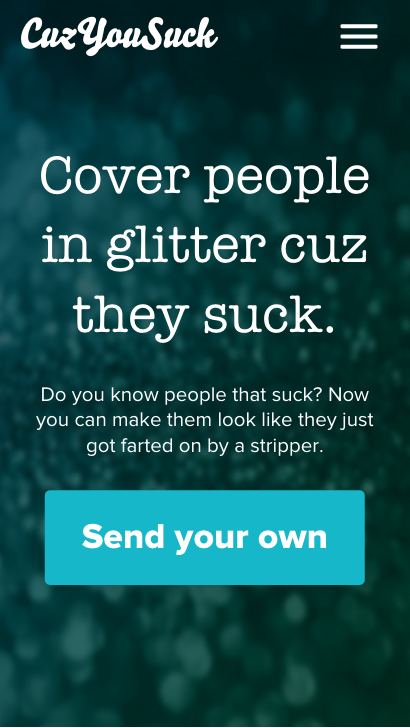 CuzYouSuck
Cover people
in glitter cuz
they suck.
Do you know people that suck? Now
you can make them look like they just
got farted on by a stripper.
Send your own